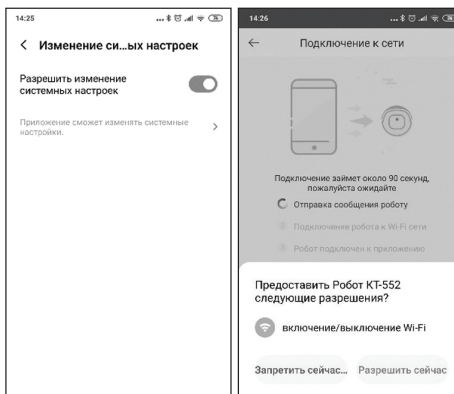 14:25
Изменение си...ых настроек
Разрешить изменение
системных настроек
Приложение сможет изменять системные
настройки.
14:26
Подключение к сети
Подключение займет около 90 секунд,
пожалуйста ожидайте
Отправка сообщения роботу
Подключение робота к Wi-Fi сети
Робот подключен к приложению
Предоставить Робот КТ-552
следующие разрешения?
включение/выключение Wi-Fi
Запретить сейчас... Разрешить сейчас